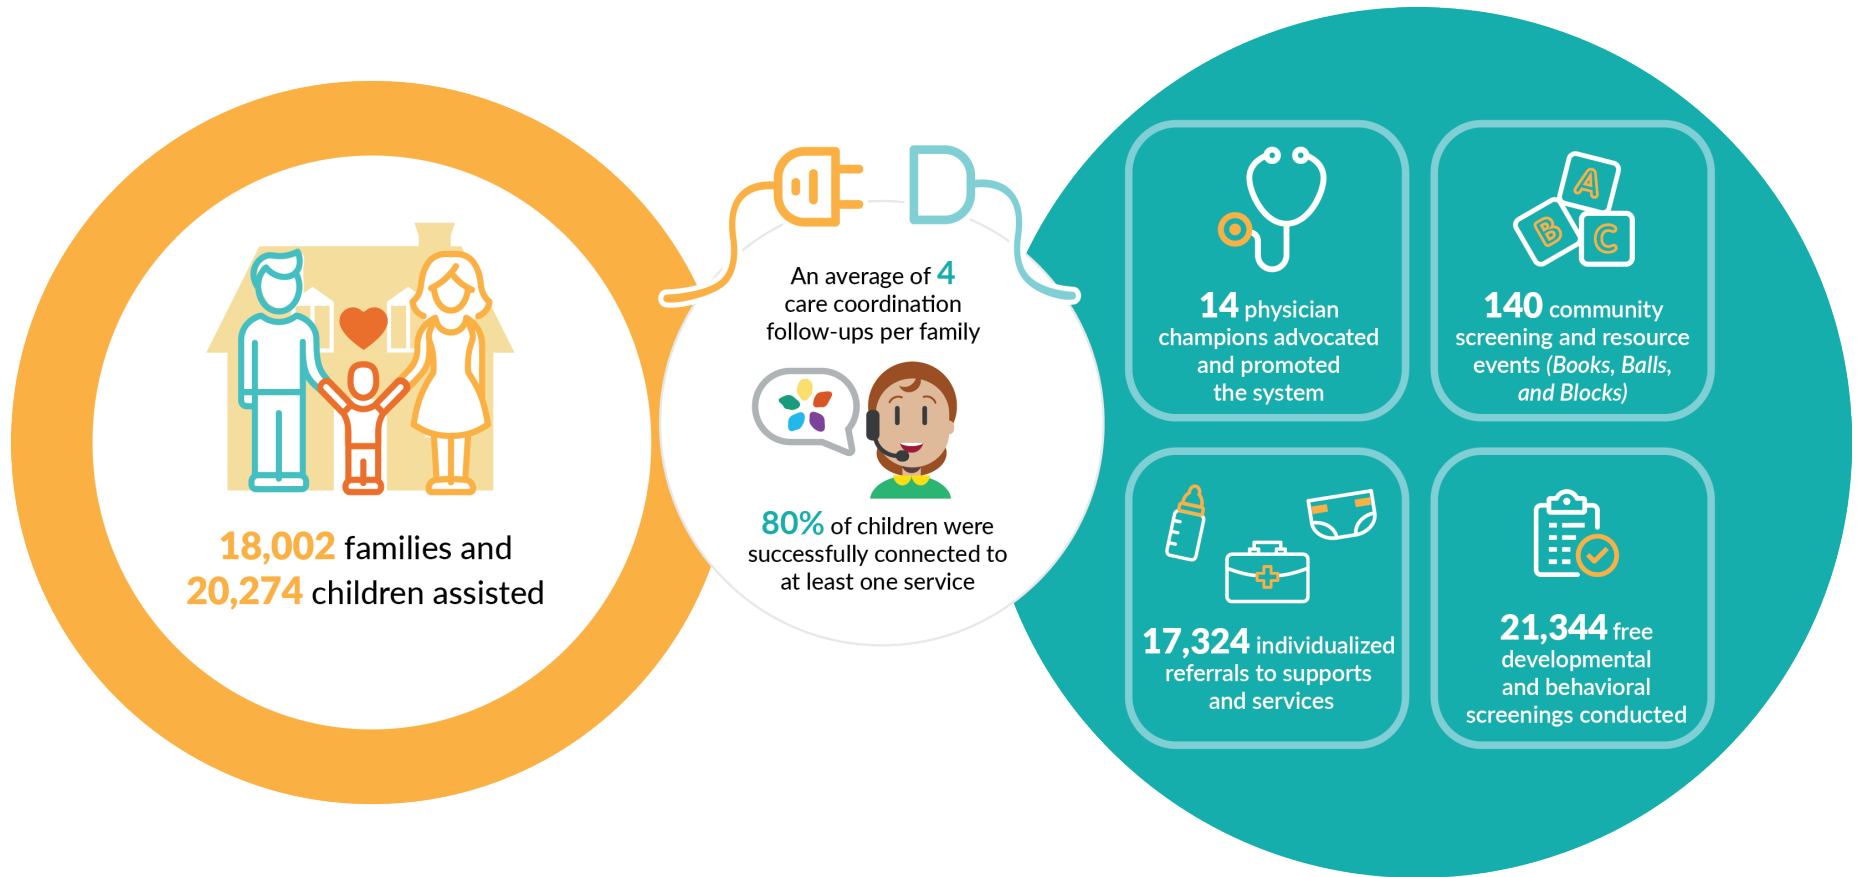 18,002 families and
20,274 children assisted
An average of 4
care coordination
follow-ups per family
80% of children were
successfully connected to
at least one service
14 physician
champions advocated
and promoted
the system
A
B
C
140 community
screening and resource
events (Books, Balls,
and Blocks)
17,324 individualized
referrals to supports
and services
21,344 free
developmental
and behavioral
screenings conducted